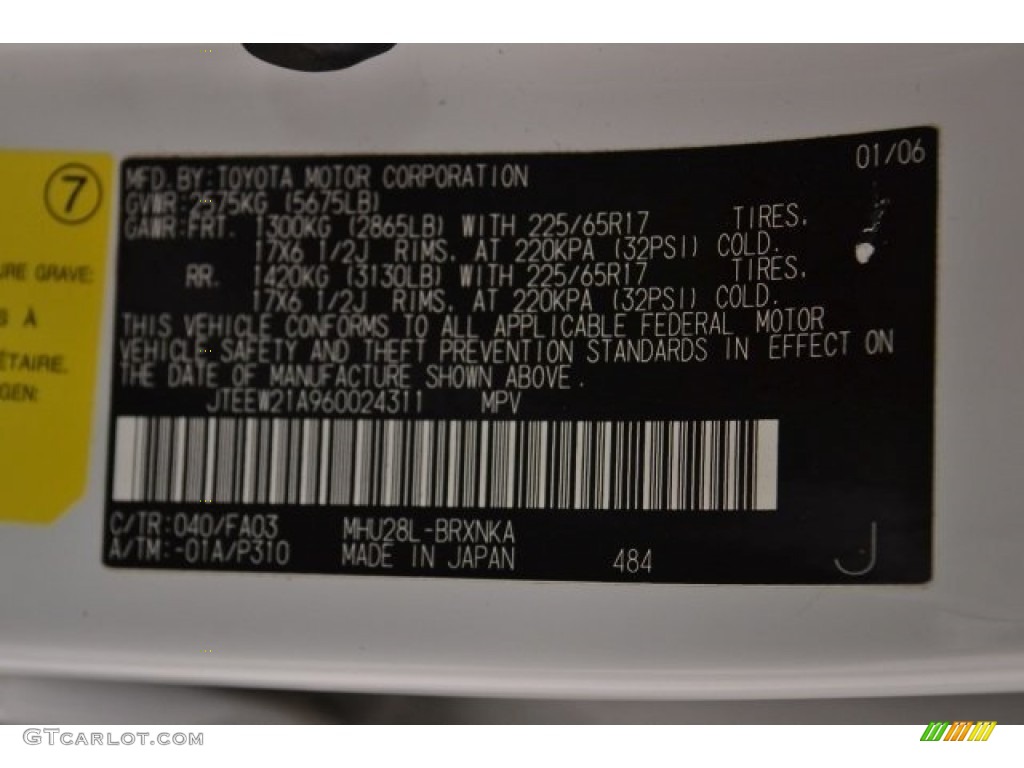 01/06
MFD. BY: TOYOTA MOTOR CORPORATION
GVWR: 2575KG (5675LB)
GAWR: FRT. 1300KG (2865LB) WITH 225/65R17 TIRES.
17X6 1/2J RIMS. AT 220KPA (32PSI) COLD.
RR. 1420KG (3130LB) WITH 225/65R17 TIRES.
17X6 1/2J RIMS. AT 220KPA (32PSI) COLD.
THIS VEHICLE CONFORMS TO ALL APPLICABLE FEDERAL MOTOR
VEHICLE SAFETY AND THEFT PREVENTION STANDARDS IN EFFECT ON
THE DATE OF MANUFACTURE SHOWN ABOVE.
JTEEW21A960024311 MPV
C/TR: 040/FA03 MHU28L-BRXNKA
A/TM: -01A/P310 MADE IN JAPAN 484 J
7
URE GRAVE:
S À
ÉTAIRE.
GEN:
GTCarLot.com